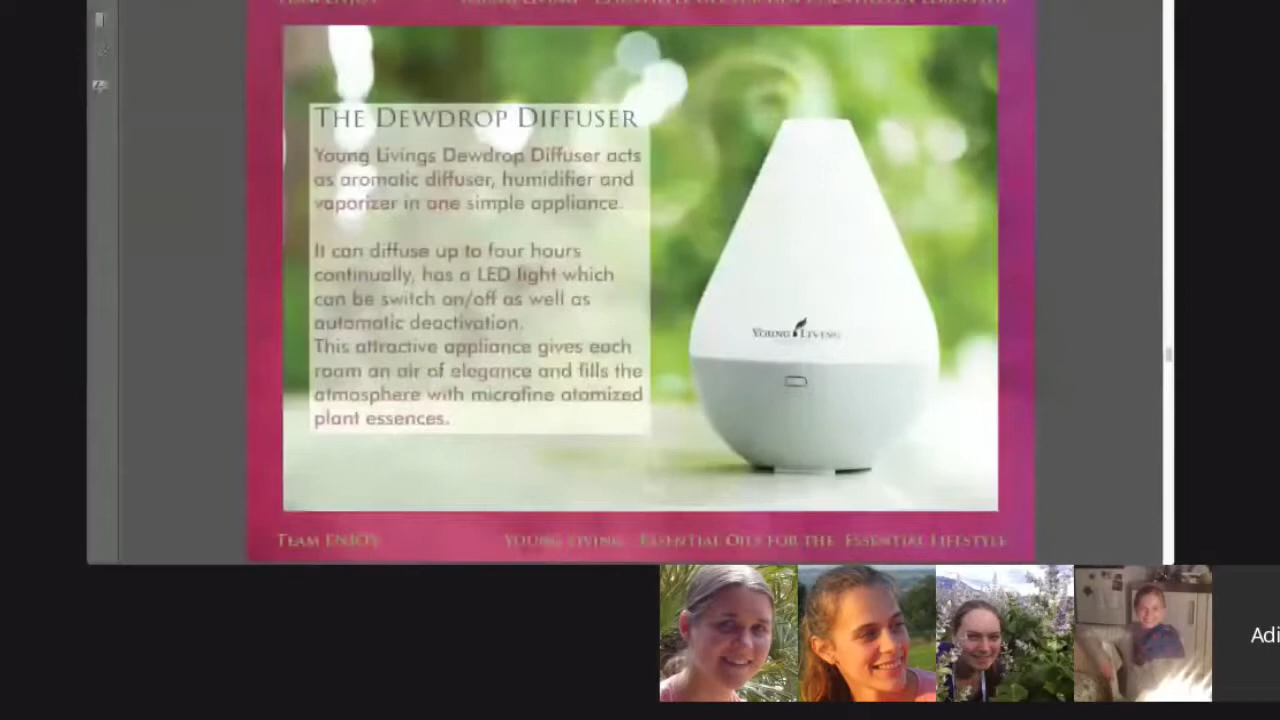 THE DEWDROP DIFFUSER
Young Livings Dewdrop Diffuser acts
as aromatic diffuser, humidifier and
vaporizer in one simple appliance.
It can diffuse up to four hours
continually, has a LED light which
can be switch on/off as well as
automatic deactivation.
This attractive appliance gives each
room an air of elegance and fills the
atmosphere with microfine atomized
plant essences.
YOUNG LIVING
TEAM ENJOY
YOUNG LIVING - ESSENTIAL OILS FOR THE ESSENTIAL LIFESTYLE
Adi